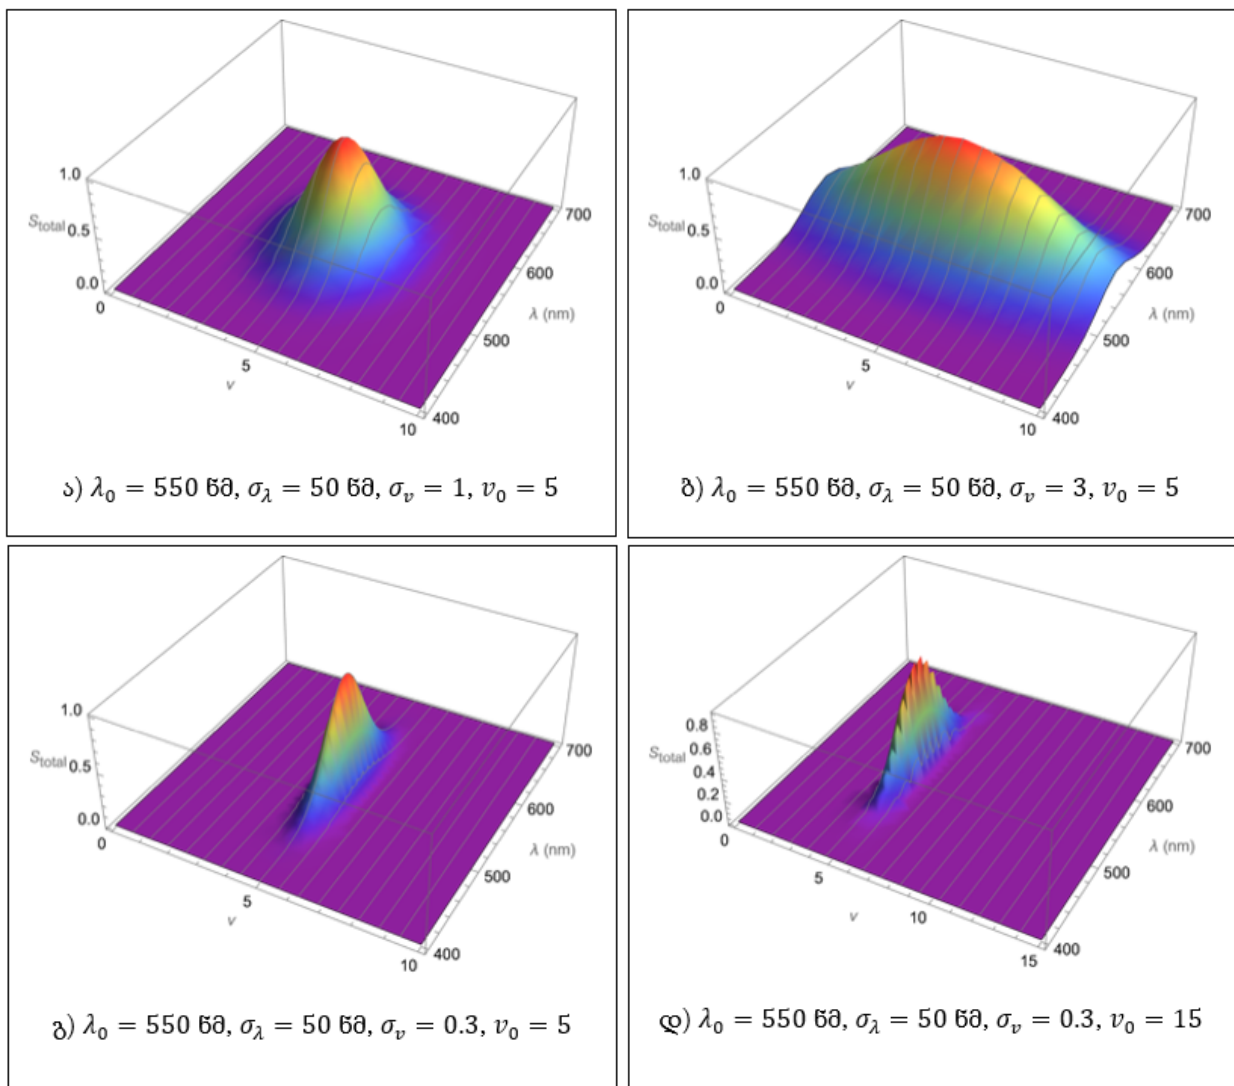 1.0
S_total 0.5
0.0
0
5
v
10
400
500
λ (nm)
600
700
ა) λ₀ = 550 ნმ, σ_λ = 50 ნმ, σ_v = 1, v₀ = 5
1.0
S_total 0.5
0.0
0
5
v
10
400
500
λ (nm)
600
700
ბ) λ₀ = 550 ნმ, σ_λ = 50 ნმ, σ_v = 3, v₀ = 5
1.0
S_total 0.5
0.0
0
5
v
10
400
500
λ (nm)
600
700
გ) λ₀ = 550 ნმ, σ_λ = 50 ნმ, σ_v = 0.3, v₀ = 5
0.8
0.6
S_total
0.4
0.2
0.0
0
5
v
10
15
400
500
λ (nm)
600
700
დ) λ₀ = 550 ნმ, σ_λ = 50 ნმ, σ_v = 0.3, v₀ = 15